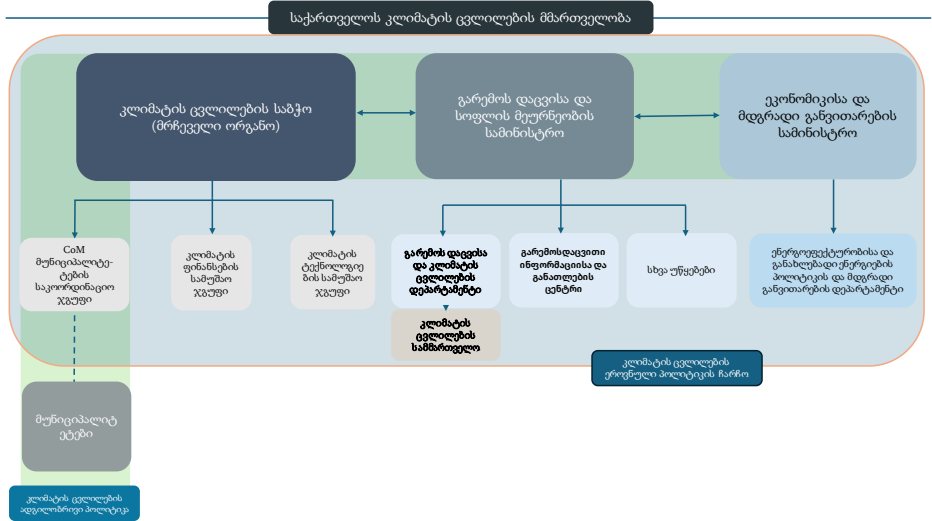 საქართველოს კლიმატის ცვლილების მმართველობა
კლიმატის ცვლილების საბჭო
(მრჩეველი ორგანო)
გარემოს დაცვისა და
სოფლის მეურნეობის
სამინისტრო
ეკონომიკისა და
მდგრადი განვითარების
სამინისტრო
CoM
მუნიციპალიტე-
ტების
საკოორდინაციო
ჯგუფი
კლიმატის
ფინანსების
სამუშაო
ჯგუფი
კლიმატის
ტექნოლოგიე
ბის სამუშაო
ჯგუფი
გარემოს დაცვისა
და კლიმატის
ცვლილების
დეპარტამენტი
გარემოსდაცვითი
ინფორმაციისა და
განათლების
ცენტრი
სხვა უწყებები
ენერგოეფექტურობისა და
განახლებადი ენერგიების
პოლიტიკის და მდგრადი
განვითარების დეპარტამენტი
კლიმატის
ცვლილების
სამმართველო
კლიმატის ცვლილების
ეროვნული პოლიტიკის ჩარჩო
მუნიციპალიტ
ეტები
კლიმატის ცვლილების
ადგილობრივი პოლიტიკა